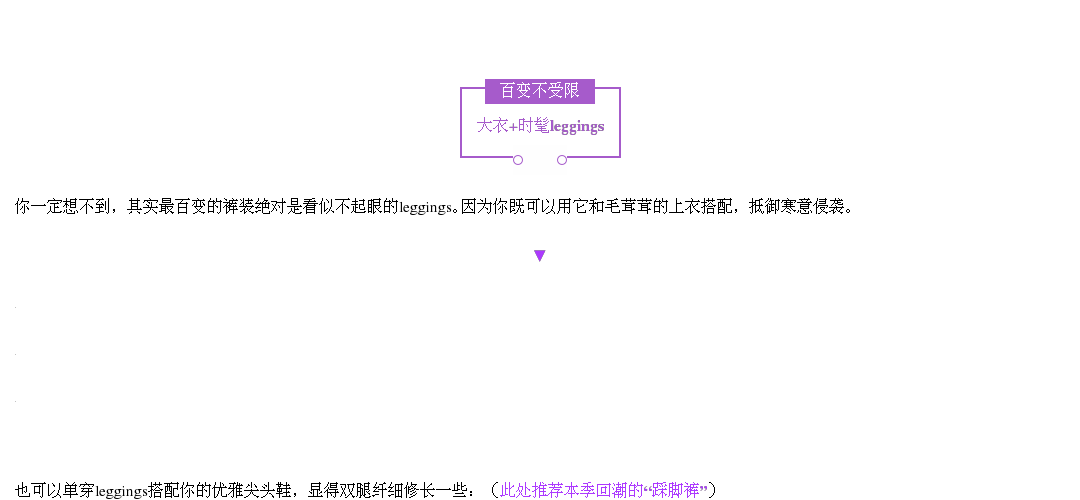 百变不受限
大衣+时髦leggings
你一定想不到，其实最百变的裤装绝对是看似不起眼的leggings。因为你既可以用它和毛茸茸的上衣搭配，抵御寒意侵袭。
▼
也可以单穿leggings搭配你的优雅尖头鞋，显得双腿纤细修长一些：（此处推荐本季回潮的“踩脚裤”）